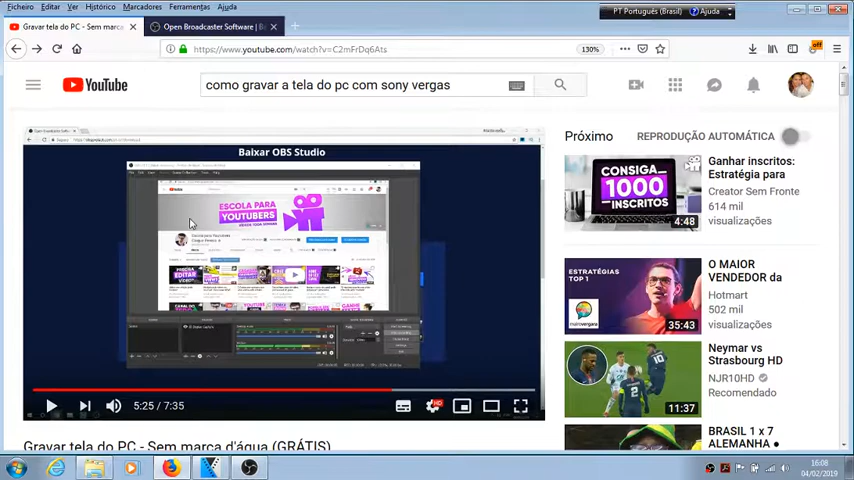 Ficheiro Editar Ver Histórico Marcadores Ferramentas Ajuda
PT Português (Brasil) Ajuda
Gravar tela do PC - Sem marca
Open Broadcaster Software | B
https://www.youtube.com/watch?v=C2mFrDq6Ats
130%
off
YouTube
como gravar a tela do pc com sony vergas
Baixar OBS Studio
ESCOLA PARA
YOUTUBERS
5:25 / 7:35
HD
Gravar tela do PC - Sem marca d'água (GRÁTIS)
Próximo REPRODUÇÃO AUTOMÁTICA
CONSIGA
1000
INSCRITOS
4:48
Ganhar inscritos:
Estratégia para
Creator Sem Fronte
614 mil
visualizações
ESTRATÉGIAS
TOP 1
35:43
O MAIOR
VENDEDOR da
Hotmart
502 mil
visualizações
11:37
Neymar vs
Strasbourg HD
NJR10HD
Recomendado
BRASIL 1 x 7
ALEMANHA ●
16:08
04/02/2019